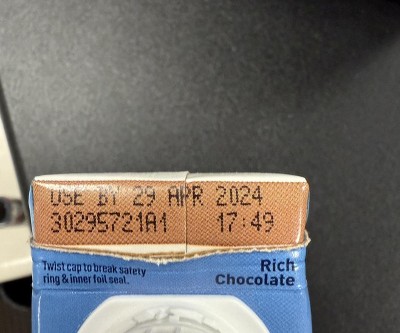 USE BY 29 APR 2024
30295721A1 17:49
Twist cap to break safety
ring & inner foil seal.
Rich
Chocolate